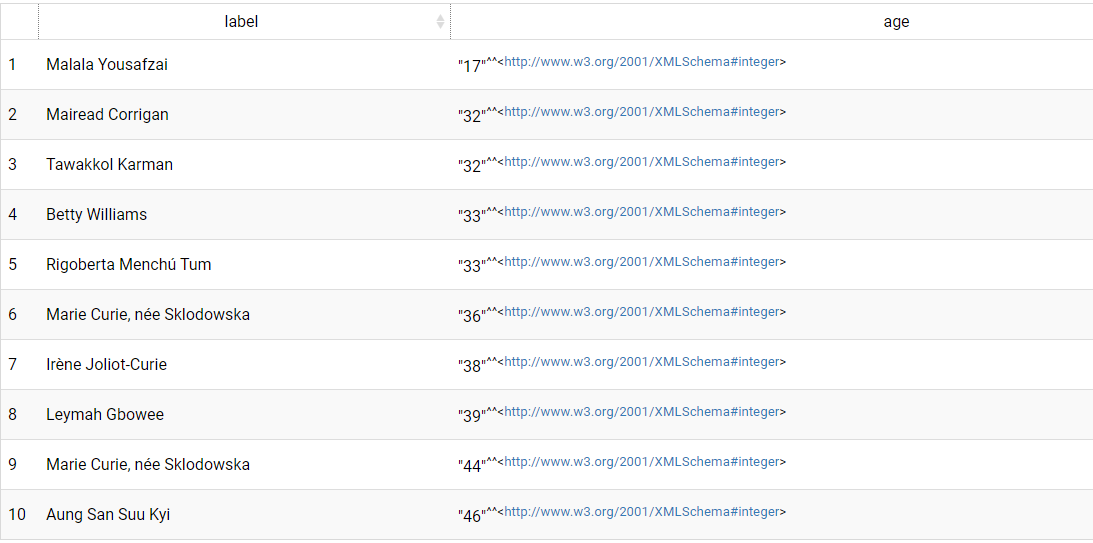 label age
1 Malala Yousafzai "17"^^<http://www.w3.org/2001/XMLSchema#integer>
2 Mairead Corrigan "32"^^<http://www.w3.org/2001/XMLSchema#integer>
3 Tawakkol Karman "32"^^<http://www.w3.org/2001/XMLSchema#integer>
4 Betty Williams "33"^^<http://www.w3.org/2001/XMLSchema#integer>
5 Rigoberta Menchú Tum "33"^^<http://www.w3.org/2001/XMLSchema#integer>
6 Marie Curie, née Sklodowska "36"^^<http://www.w3.org/2001/XMLSchema#integer>
7 Irène Joliot-Curie "38"^^<http://www.w3.org/2001/XMLSchema#integer>
8 Leymah Gbowee "39"^^<http://www.w3.org/2001/XMLSchema#integer>
9 Marie Curie, née Sklodowska "44"^^<http://www.w3.org/2001/XMLSchema#integer>
10 Aung San Suu Kyi "46"^^<http://www.w3.org/2001/XMLSchema#integer>